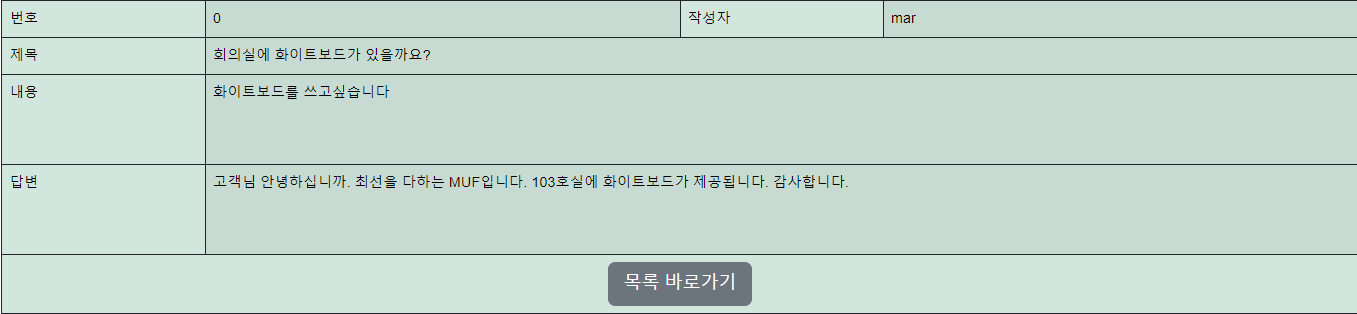 번호 0 작성자 mar
제목 회의실에 화이트보드가 있을까요?
내용 화이트보드를 쓰고싶습니다
답변 고객님 안녕하십니까. 최선을 다하는 MUF입니다. 103호실에 화이트보드가 제공됩니다. 감사합니다.
목록 바로가기